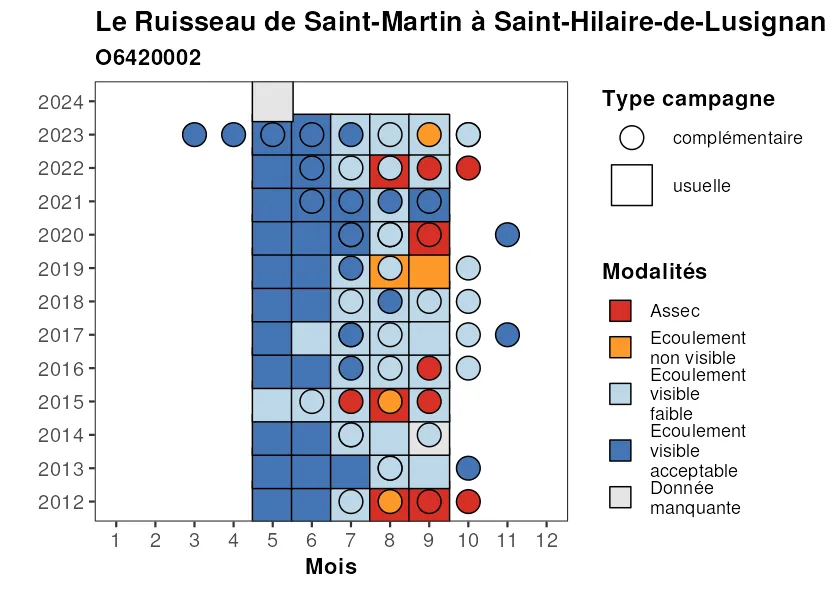 Le Ruisseau de Saint-Martin à Saint-Hilaire-de-Lusignan
O6420002
2024
2023
2022
2021
2020
2019
2018
2017
2016
2015
2014
2013
2012
1 2 3 4 5 6 7 8 9 10 11 12
Mois
Type campagne
complémentaire
usuelle
Modalités
Assec
Ecoulement
non visible
Ecoulement
visible
faible
Ecoulement
visible
acceptable
Donnée
manquante